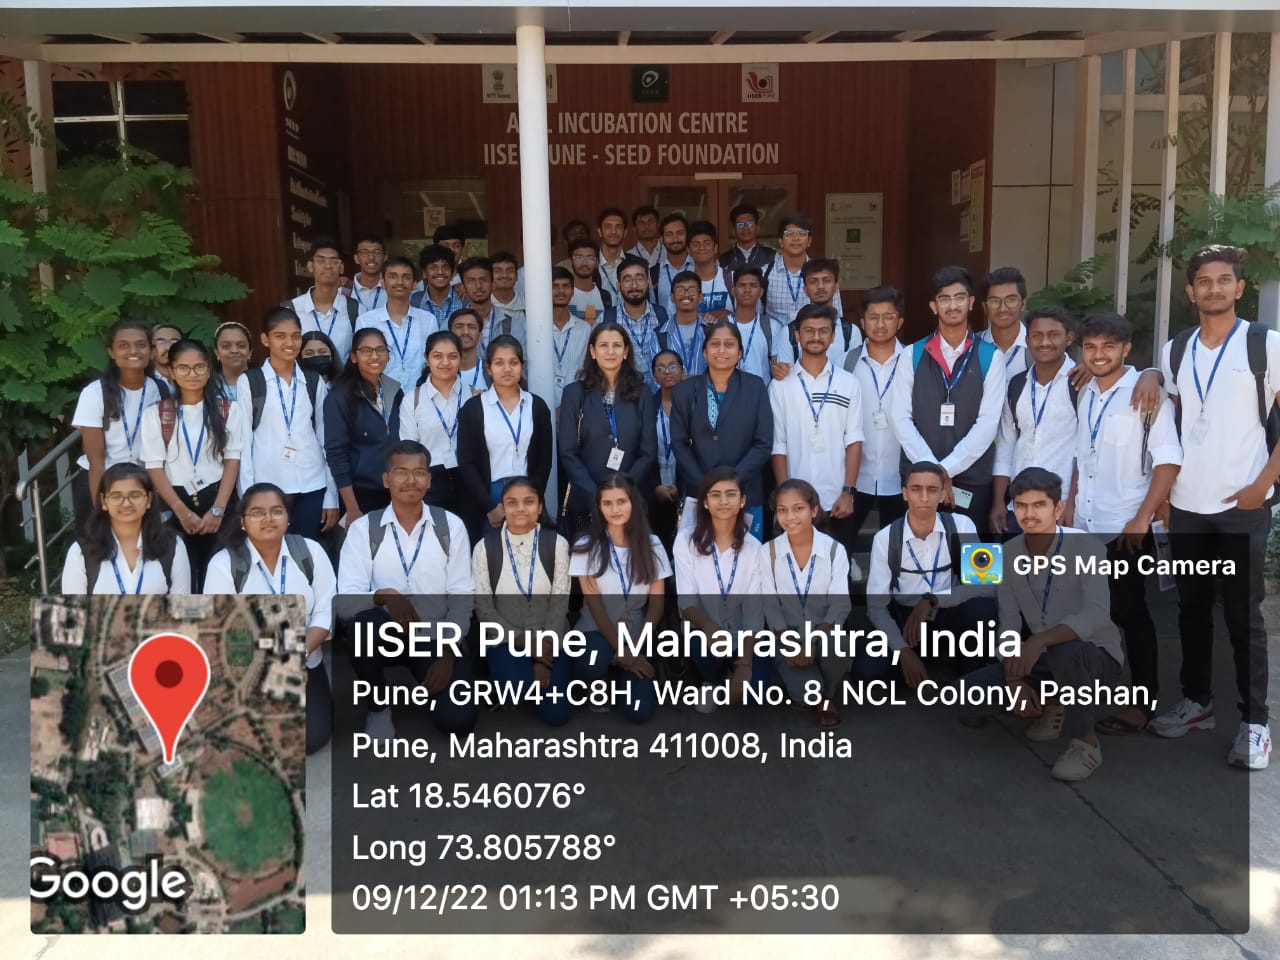 INCUBATION CENTRE
SEED FOUNDATION
IISER PUNE
GPS Map Camera
IISER Pune, Maharashtra, India
Pune, GRW4+C8H, Ward No. 8, NCL Colony, Pashan,
Pune, Maharashtra 411008, India
Lat 18.546076°
Long 73.805788°
09/12/22 01:13 PM GMT +05:30
Google